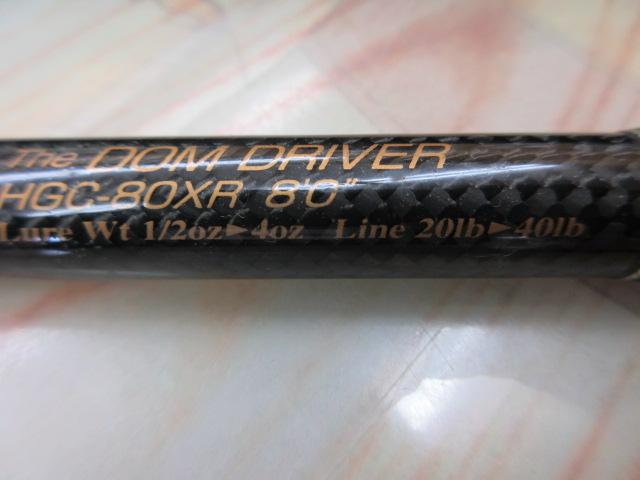 The DOM DRIVER
HGC-80XR 8'0"
Lure Wt 1/2oz►4oz Line 20lb►40lb